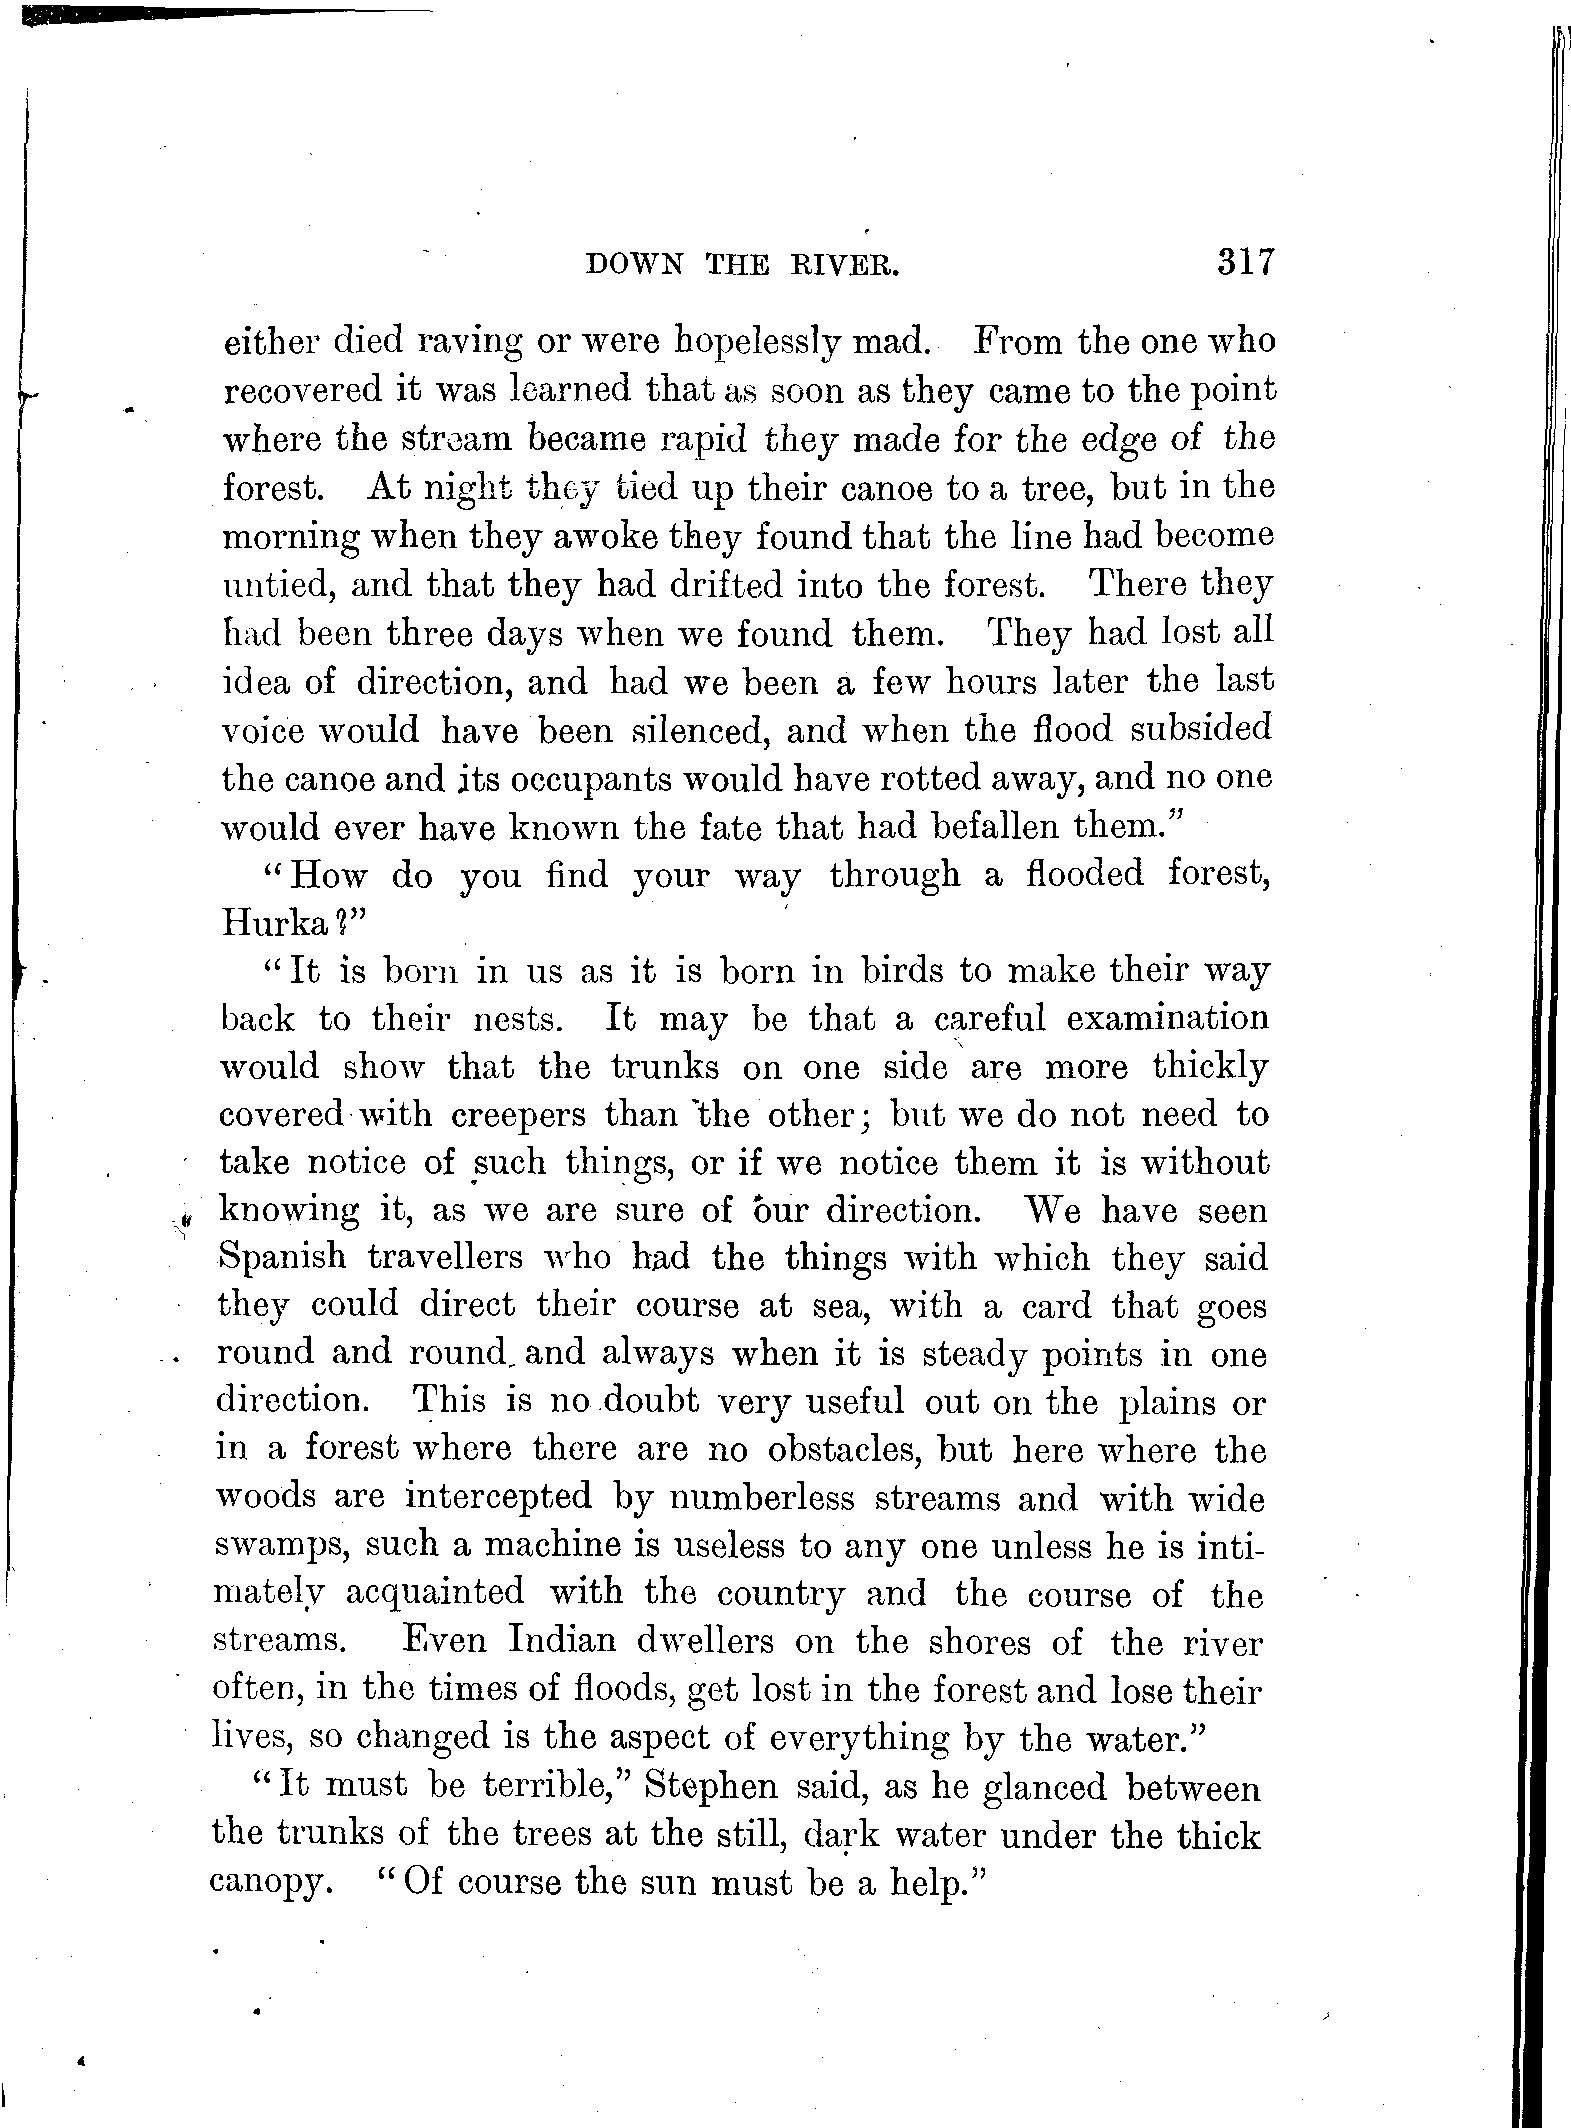 DOWN THE RIVER. 317
either died raving or were hopelessly mad. From the one who
recovered it was learned that as soon as they came to the point
where the stream became rapid they made for the edge of the
forest. At night they tied up their canoe to a tree, but in the
morning when they awoke they found that the line had become
untied, and that they had drifted into the forest. There they
had been three days when we found them. They had lost all
idea of direction, and had we been a few hours later the last
voice would have been silenced, and when the flood subsided
the canoe and its occupants would have rotted away, and no one
would ever have known the fate that had befallen them."
"How do you find your way through a flooded forest,
Hurka?"
"It is born in us as it is born in birds to make their way
back to their nests. It may be that a careful examination
would show that the trunks on one side are more thickly
covered with creepers than the other; but we do not need to
take notice of such things, or if we notice them it is without
knowing it, as we are sure of our direction. We have seen
Spanish travellers who had the things with which they said
they could direct their course at sea, with a card that goes
round and round, and always when it is steady points in one
direction. This is no doubt very useful out on the plains or
in a forest where there are no obstacles, but here where the
woods are intercepted by numberless streams and with wide
swamps, such a machine is useless to any one unless he is inti-
mately acquainted with the country and the course of the
streams. Even Indian dwellers on the shores of the river
often, in the times of floods, get lost in the forest and lose their
lives, so changed is the aspect of everything by the water."
"It must be terrible," Stephen said, as he glanced between
the trunks of the trees at the still, dark water under the thick
canopy. "Of course the sun must be a help."